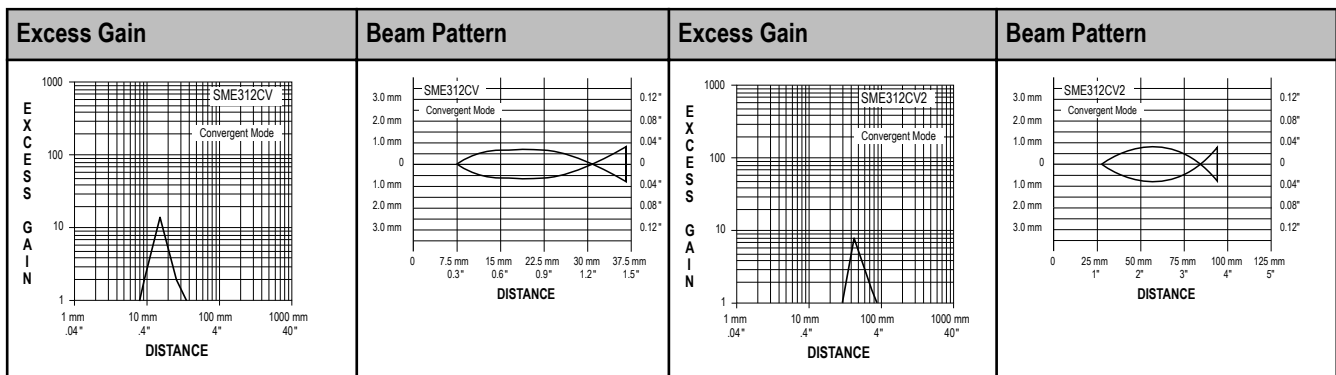 Excess Gain
Beam Pattern
Excess Gain
Beam Pattern
EXCESS GAIN
1000
100
10
1
SME312CV
Convergent Mode
1 mm 10 mm 100 mm 1000 mm
.04" .4" 4" 40"
DISTANCE
SME312CV
Convergent Mode
3.0 mm
2.0 mm
1.0 mm
0
1.0 mm
2.0 mm
3.0 mm
0.12"
0.08"
0.04"
0
0.04"
0.08"
0.12"
0 7.5 mm 15 mm 22.5 mm 30 mm 37.5 mm
0.3" 0.6" 0.9" 1.2" 1.5"
DISTANCE
EXCESS GAIN
1000
100
10
1
SME312CV2
Convergent Mode
1 mm 10 mm 100 mm 1000 mm
.04" .4" 4" 40"
DISTANCE
SME312CV2
Convergent Mode
3.0 mm
2.0 mm
1.0 mm
0
1.0 mm
2.0 mm
3.0 mm
0.12"
0.08"
0.04"
0
0.04"
0.08"
0.12"
0 25 mm 50 mm 75 mm 100 mm 125 mm
1" 2" 3" 4" 5"
DISTANCE